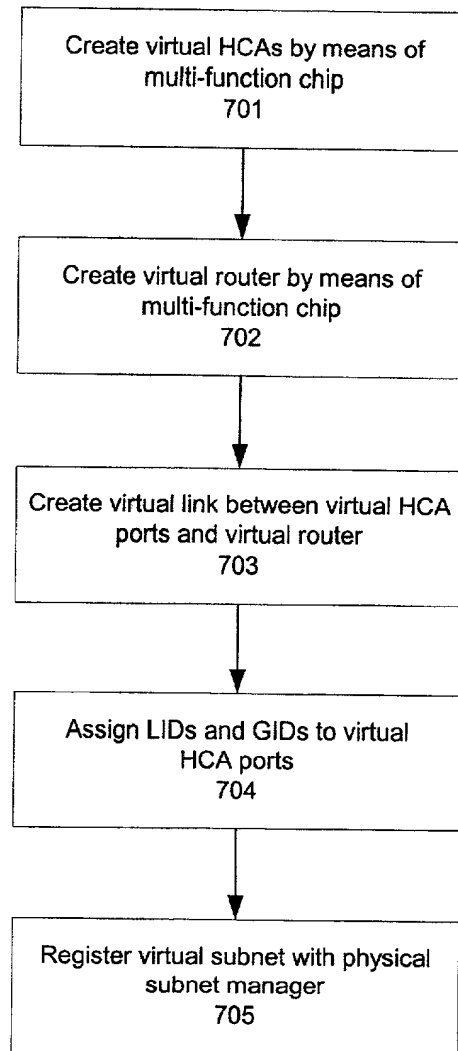 Create virtual HCAs by means of
multi-function chip
701
Create virtual router by means of
multi-function chip
702
Create virtual link between virtual HCA
ports and virtual router
703
Assign LIDs and GIDs to virtual
HCA ports
704
Register virtual subnet with physical
subnet manager
705